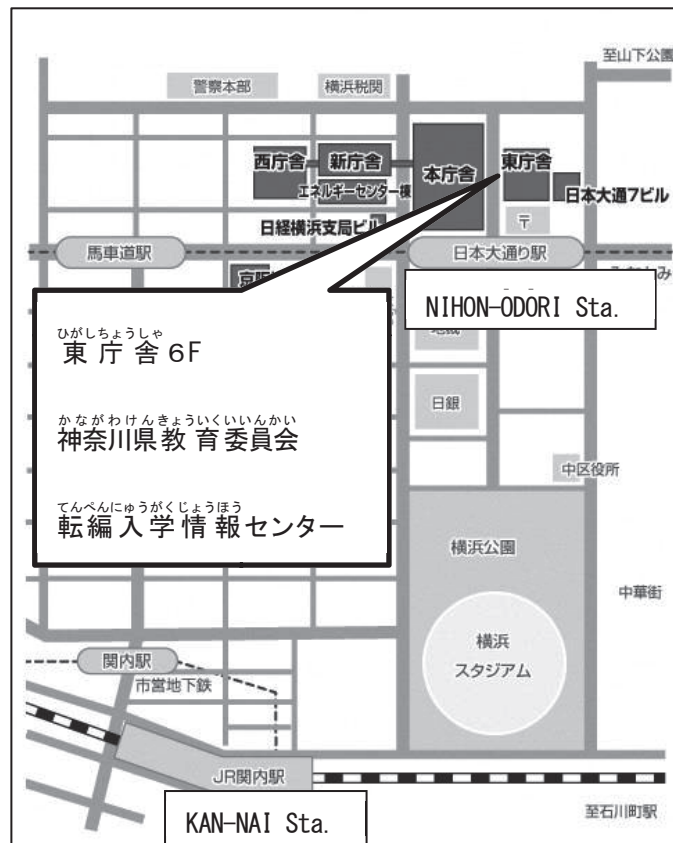 至山下公園
警察本部
横浜税関
西庁舎
新庁舎
エネルギーセンター棟
本庁舎
東庁舎
日本大通7ビル
日経横浜支局ビル
〒
馬車道駅
日本大通り駅
NIHON-ODORI Sta.
ひがしちょうしゃ
東庁舎6F
かながわけんきょういくいいんかい
神奈川県教育委員会
てんぺんにゅうがくじょうほう
転編入学情報センター
日銀
中区役所
横浜公園
中華街
横浜
スタジアム
関内駅
市営地下鉄
JR関内駅
KAN-NAI Sta.
至石川町駅